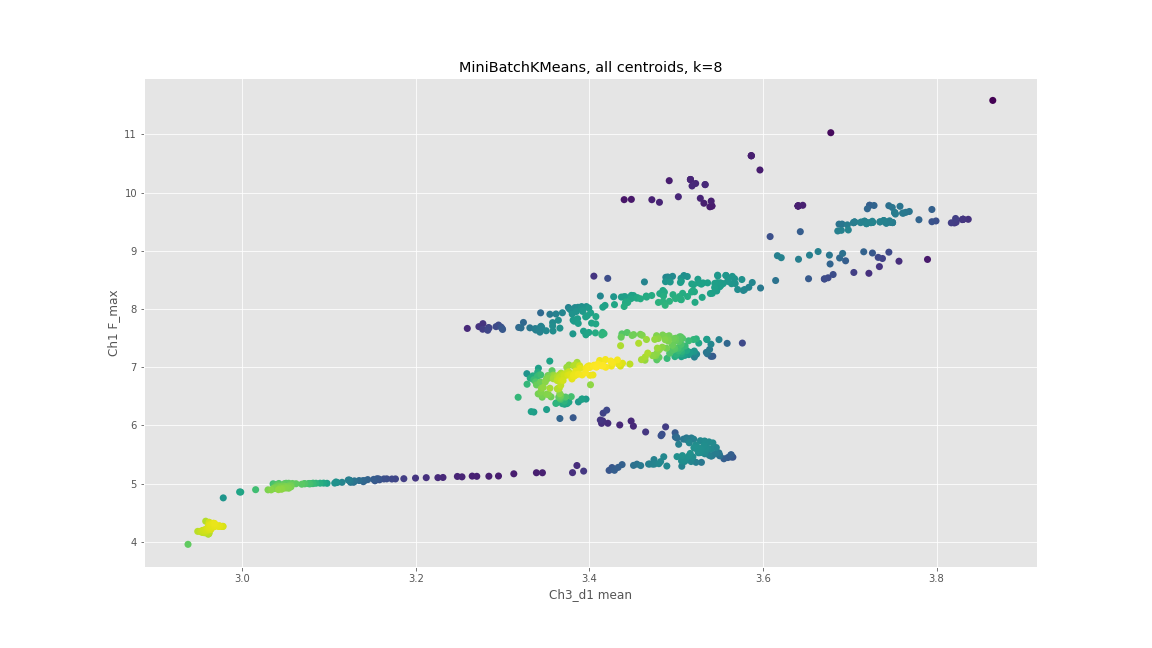 MiniBatchKMeans, all centroids, k=8
11
10
9
8
7
6
5
4
Ch1 F_max
3.0 3.2 3.4 3.6 3.8
Ch3_d1 mean